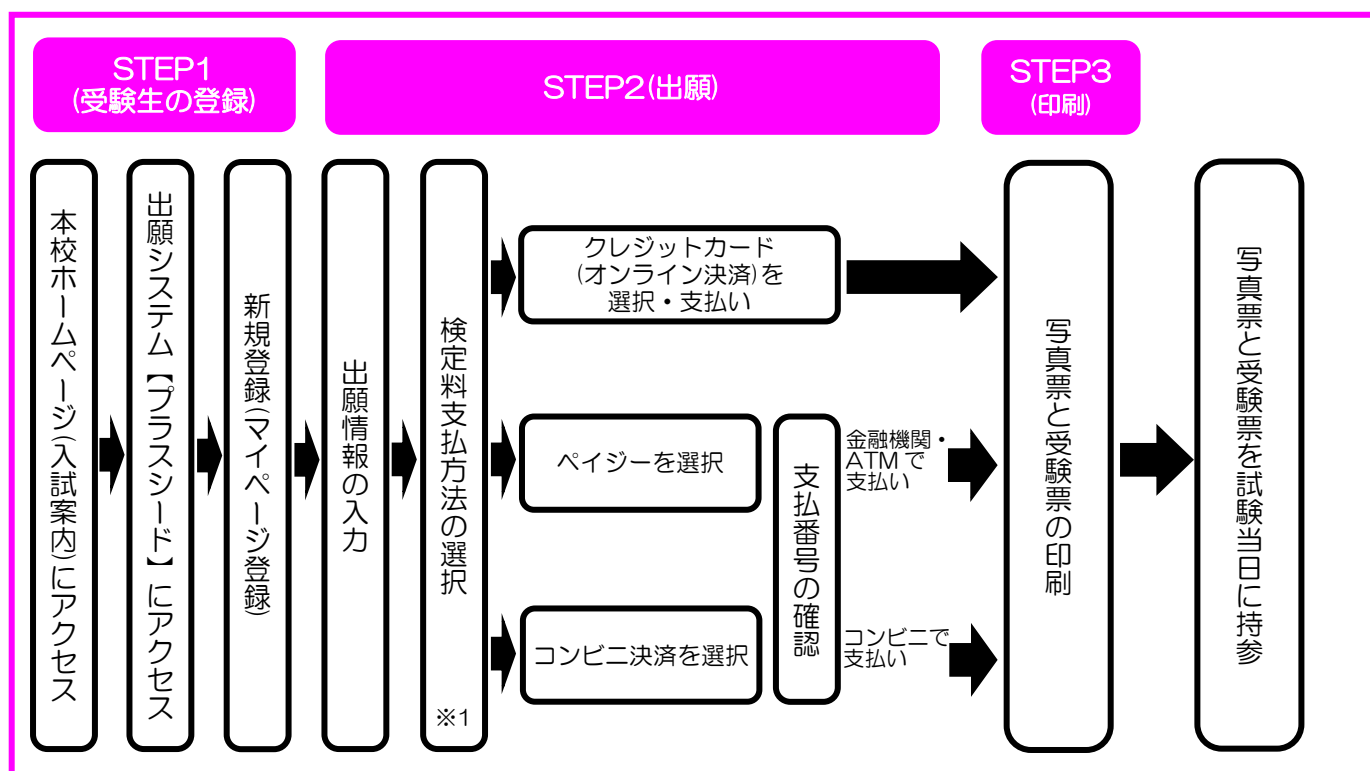 STEP1
(受験生の登録)
STEP2(出願)
STEP3
(印刷)
本校ホームページ(入試案内)にアクセス
出願システム【プラスシード】にアクセス
新規登録(マイページ登録)
出願情報の入力
検定料支払方法の選択
※1
クレジットカード
(オンライン決済)を
選択・支払い
ペイジーを選択
コンビニ決済を選択
支払番号の確認
金融機関・
ATMで
支払い
コンビニで
支払い
写真票と受験票の印刷
写真票と受験票を試験当日に持参